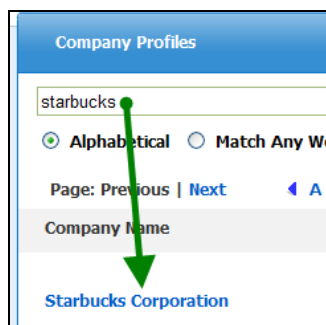 Company Profiles
starbucks
Alphabetical Match Any
Page: Previous | Next A
Company Name
Starbucks Corporation